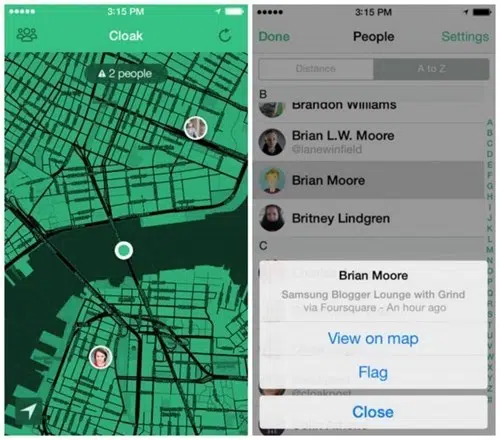 3:15 PM
Cloak
2 people
3:15 PM
Done
People
Settings
Distance
A to Z
B
Brandon Williams
Brian L.W. Moore
@ianewinfield
Brian Moore
Britney Lindgren
C
A
B
C
D
E
F
G
H
Brian Moore
Samsung Blogger Lounge with Grind
via Foursquare - An hour ago
View on map
Flag
@cloakpost
Close